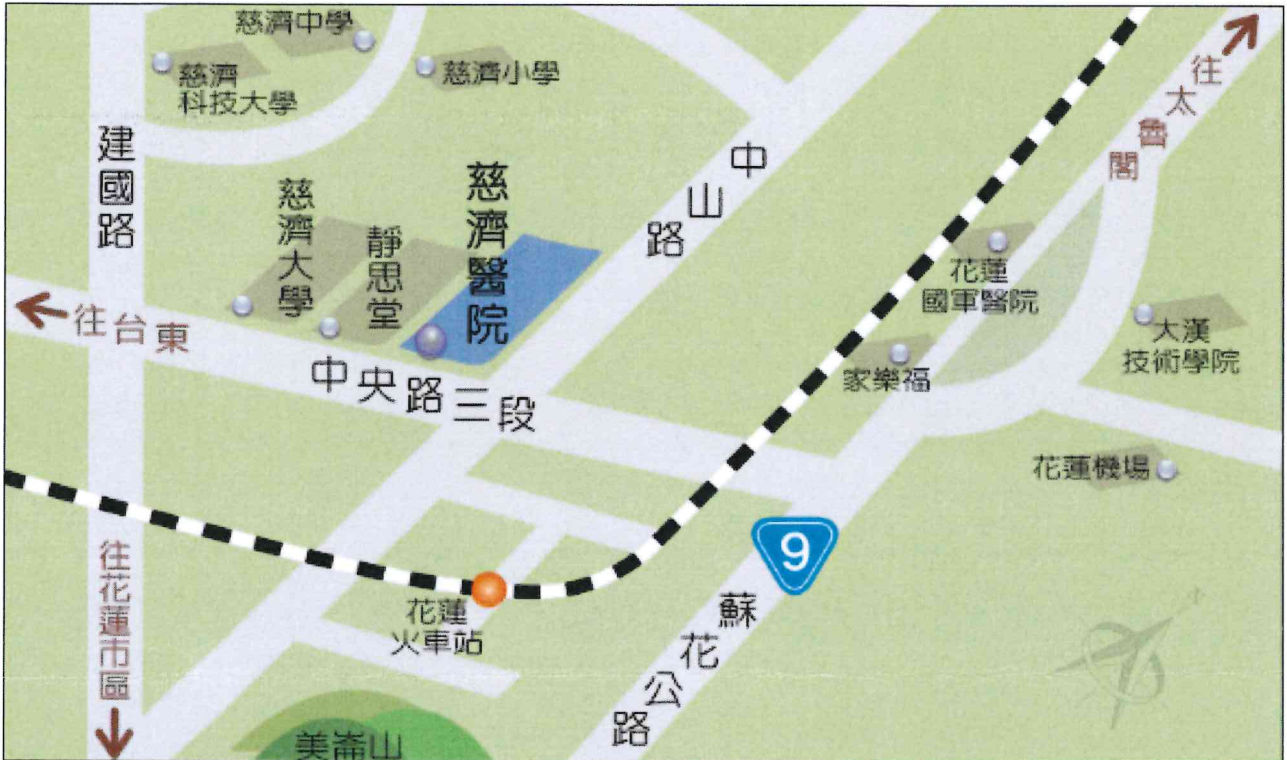 慈濟中學
慈濟
科技大學
慈濟小學
往太魯閣
建國路
慈濟大學
靜思堂
慈濟醫院
中山路
花蓮
國軍醫院
大漢
技術學院
家樂福
往台東
中央路三段
花蓮機場
9
往花蓮市區
花蓮
火車站
蘇花公路
美崙山